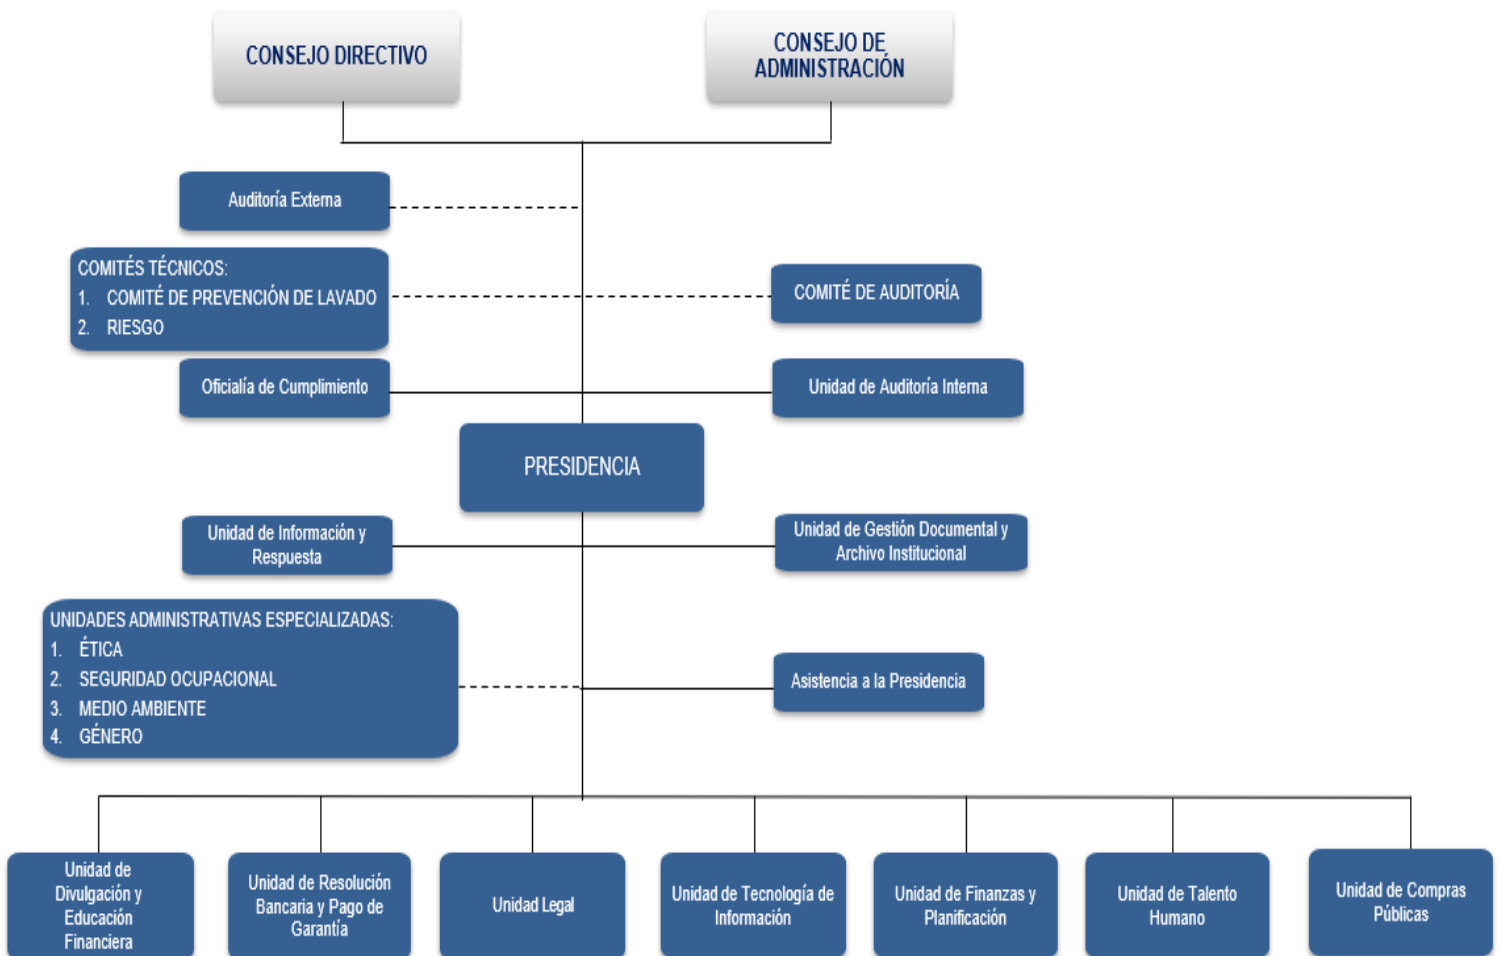 CONSEJO DIRECTIVO
CONSEJO DE
ADMINISTRACIÓN
Auditoría Externa
COMITÉS TÉCNICOS:
1. COMITÉ DE PREVENCIÓN DE LAVADO
2. RIESGO
COMITÉ DE AUDITORÍA
Oficialía de Cumplimiento
Unidad de Auditoría Interna
PRESIDENCIA
Unidad de Información y
Respuesta
Unidad de Gestión Documental y
Archivo Institucional
UNIDADES ADMINISTRATIVAS ESPECIALIZADAS:
1. ÉTICA
2. SEGURIDAD OCUPACIONAL
3. MEDIO AMBIENTE
4. GÉNERO
Asistencia a la Presidencia
Unidad de
Divulgación y
Educación
Financiera
Unidad de Resolución
Bancaria y Pago de
Garantía
Unidad Legal
Unidad de Tecnología de
Información
Unidad de Finanzas y
Planificación
Unidad de Talento
Humano
Unidad de Compras
Públicas